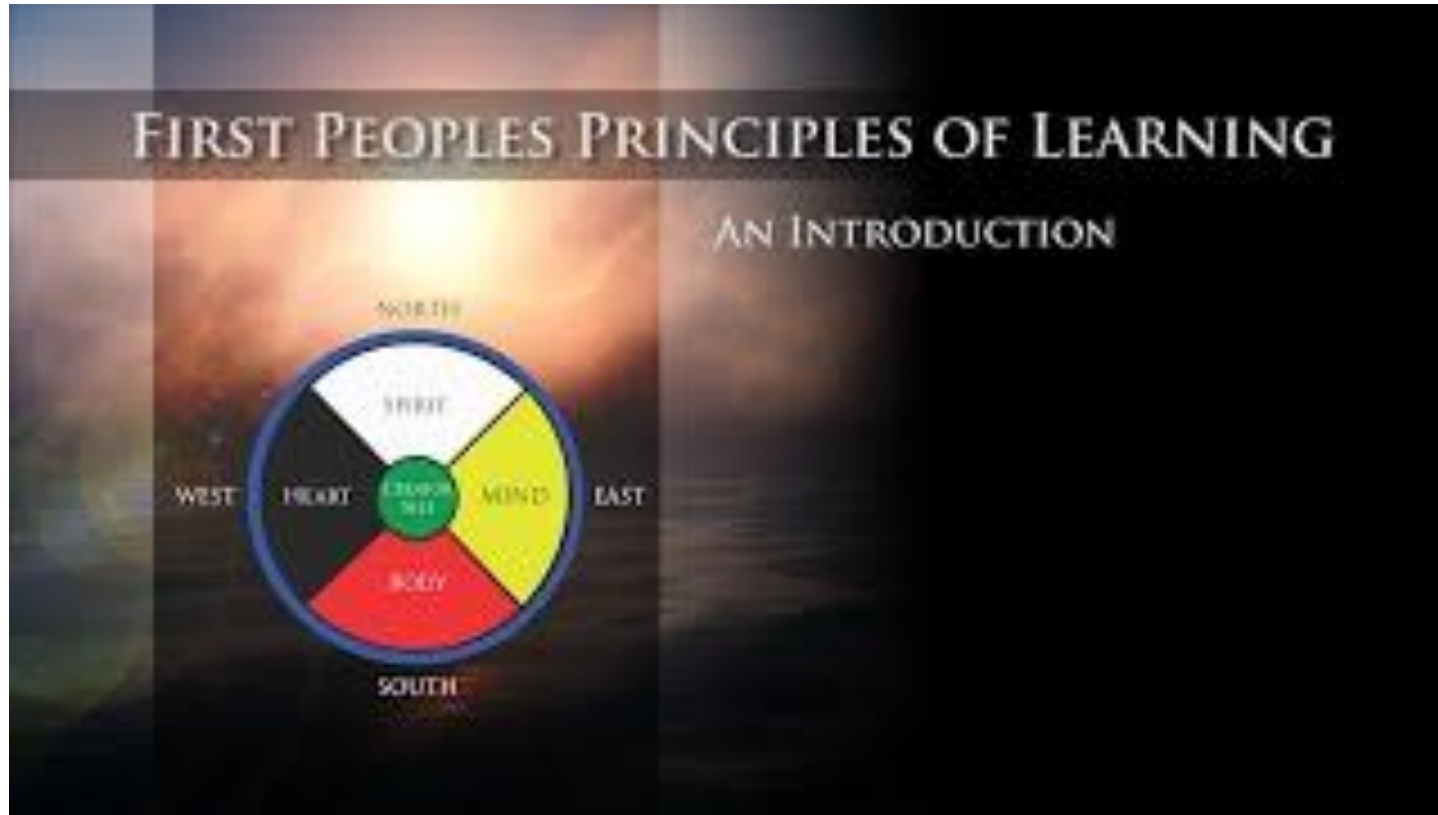 FIRST PEOPLES PRINCIPLES OF LEARNING
AN INTRODUCTION
NORTH
SPIRIT
WEST HEART MIND EAST
BODY
SOUTH